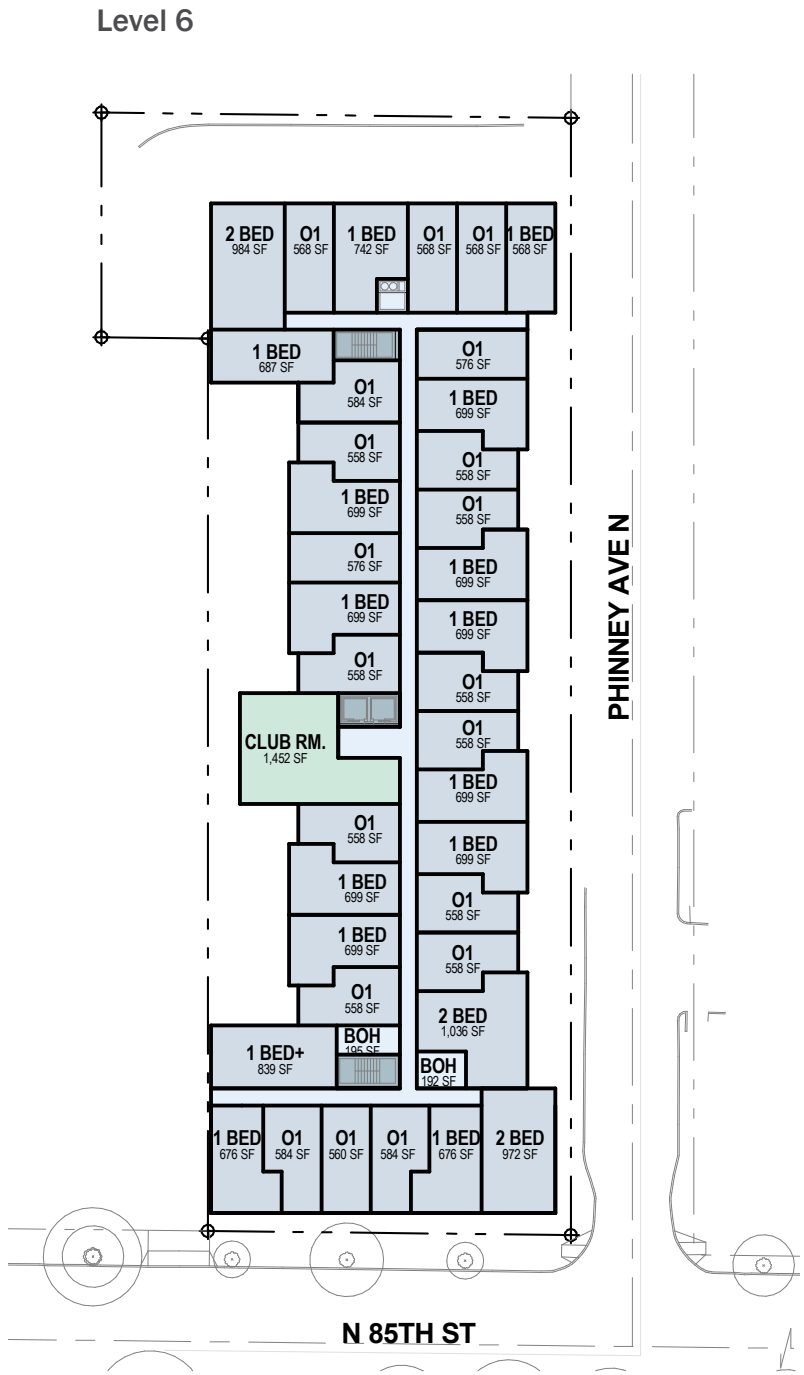 Level 6
2 BED
984 SF
O1
568 SF
1 BED
742 SF
O1
568 SF
O1
568 SF
1 BED
568 SF
1 BED
687 SF
O1
576 SF
O1
584 SF
1 BED
699 SF
O1
558 SF
O1
558 SF
1 BED
699 SF
O1
558 SF
O1
576 SF
1 BED
699 SF
1 BED
699 SF
1 BED
699 SF
O1
558 SF
O1
558 SF
PHINNEY AVE N
CLUB RM.
1,452 SF
O1
558 SF
1 BED
699 SF
O1
558 SF
1 BED
699 SF
1 BED
699 SF
O1
558 SF
1 BED
699 SF
O1
558 SF
O1
558 SF
2 BED
1,036 SF
BOH
195 SF
1 BED+
839 SF
BOH
192 SF
1 BED
676 SF
O1
584 SF
O1
560 SF
O1
584 SF
1 BED
676 SF
2 BED
972 SF
N 85TH ST